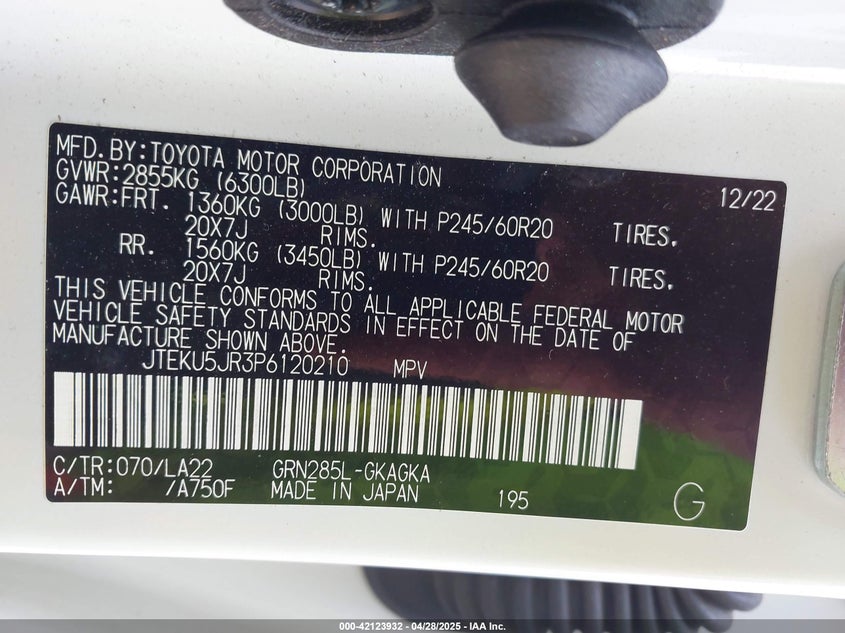 MFD. BY: TOYOTA MOTOR CORPORATION 12/22
GVWR: 2855KG (6300LB)
GAWR: FRT. 1360KG (3000LB) WITH P245/60R20 TIRES.
20X7J RIMS.
RR. 1560KG (3450LB) WITH P245/60R20 TIRES.
20X7J RIMS.
THIS VEHICLE CONFORMS TO ALL APPLICABLE FEDERAL MOTOR
VEHICLE SAFETY STANDARDS IN EFFECT ON THE DATE OF
MANUFACTURE SHOWN ABOVE.
JTEKU5JR3P6120210 MPV
C/TR: 070/LA22 GRN285L-GKAGKA
A/TM: /A750F MADE IN JAPAN 195 G
000-42123932 - 04/28/2025 - IAA Inc.